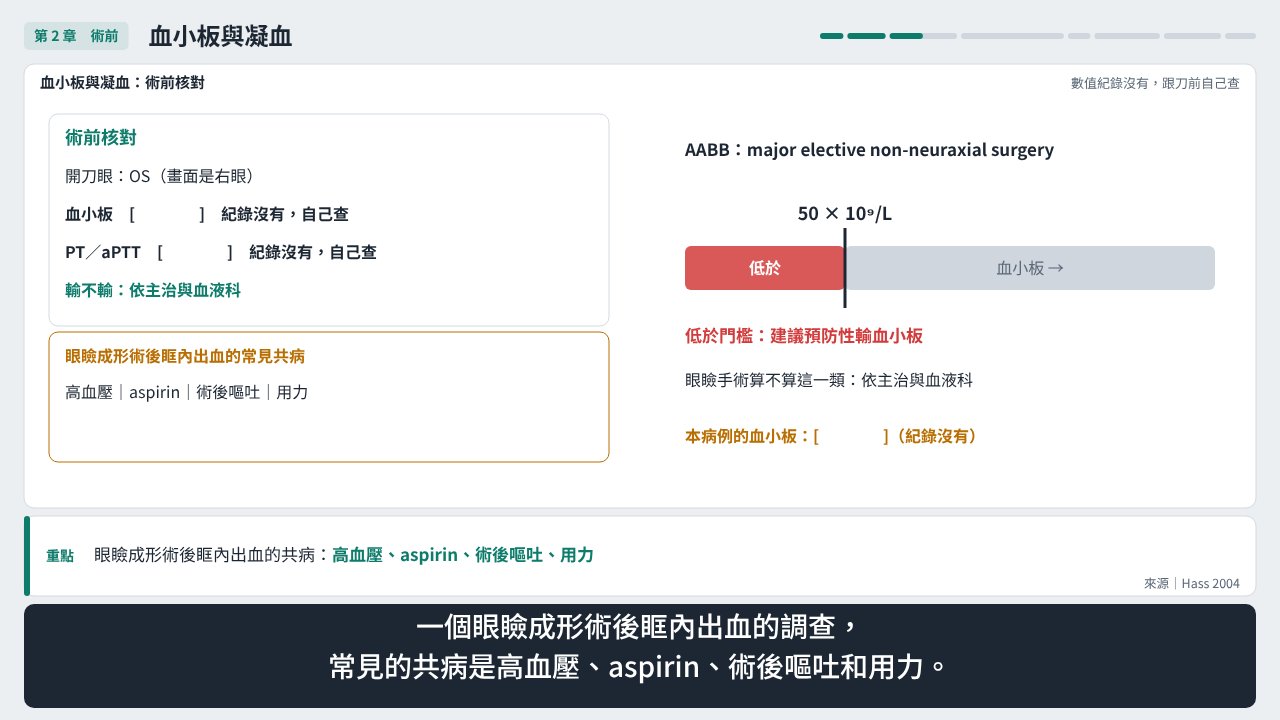 第 2 章　術前
血小板與凝血
血小板與凝血：術前核對
數值紀錄沒有，跟刀前自己查
術前核對
開刀眼：OS（畫面是右眼）
血小板　[　　　　]　紀錄沒有，自己查
PT／aPTT　[　　　　]　紀錄沒有，自己查
輸不輸：依主治與血液科
眼瞼成形術後眶內出血的常見共病
高血壓｜aspirin｜術後嘔吐｜用力
AABB：major elective non-neuraxial surgery
50 × 10⁹/L
低於
血小板 →
低於門檻：建議預防性輸血小板
眼瞼手術算不算這一類：依主治與血液科
本病例的血小板：[　　　　]（紀錄沒有）
重點　眼瞼成形術後眶內出血的共病：高血壓、aspirin、術後嘔吐、用力
來源｜Hass 2004
一個眼瞼成形術後眶內出血的調查，
常見的共病是高血壓、aspirin、術後嘔吐和用力。